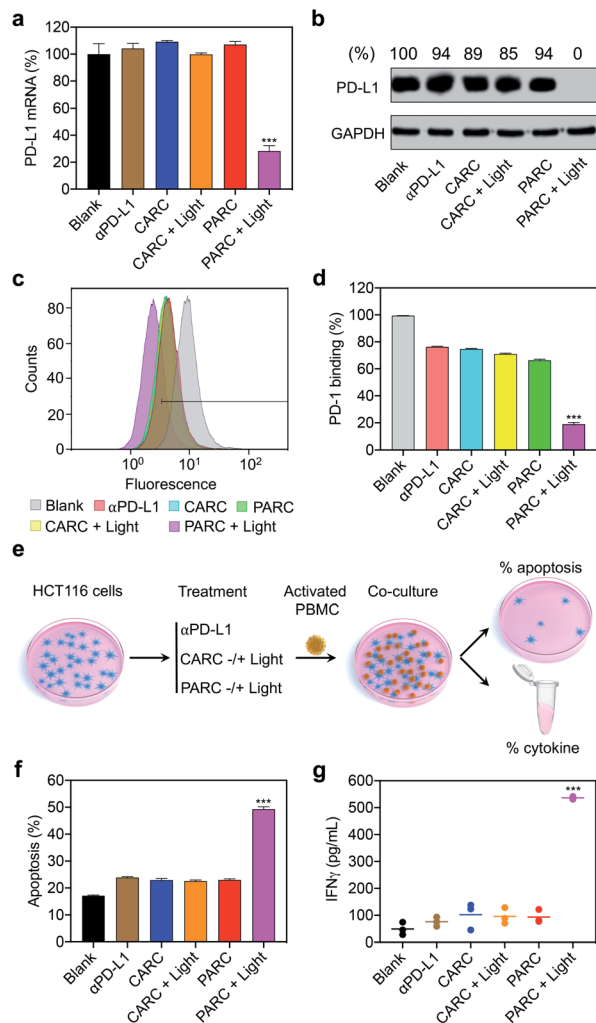 a
PD-L1 mRNA (%)
120
100
80
60
40
20
0
***
Blank
αPD-L1
CARC
CARC + Light
PARC
PARC + Light
b
(%) 100 94 89 85 94 0
PD-L1
GAPDH
Blank
αPD-L1
CARC
CARC + Light
PARC
PARC + Light
c
Counts
80
60
40
20
0
10⁰ 10¹ 10²
Fluorescence
Blank αPD-L1 CARC PARC
CARC + Light PARC + Light
d
PD-1 binding (%)
120
100
80
60
40
20
0
***
Blank
αPD-L1
CARC
CARC + Light
PARC
PARC + Light
e
HCT116 cells
Treatment
αPD-L1
CARC -/+ Light
PARC -/+ Light
Activated
PBMC
Co-culture
% apoptosis
% cytokine
f
Apoptosis (%)
60
50
40
30
20
10
0
***
Blank
αPD-L1
CARC
CARC + Light
PARC
PARC + Light
g
IFNγ (pg/mL)
600
500
400
300
200
100
0
***
Blank
αPD-L1
CARC
CARC + Light
PARC
PARC + Light